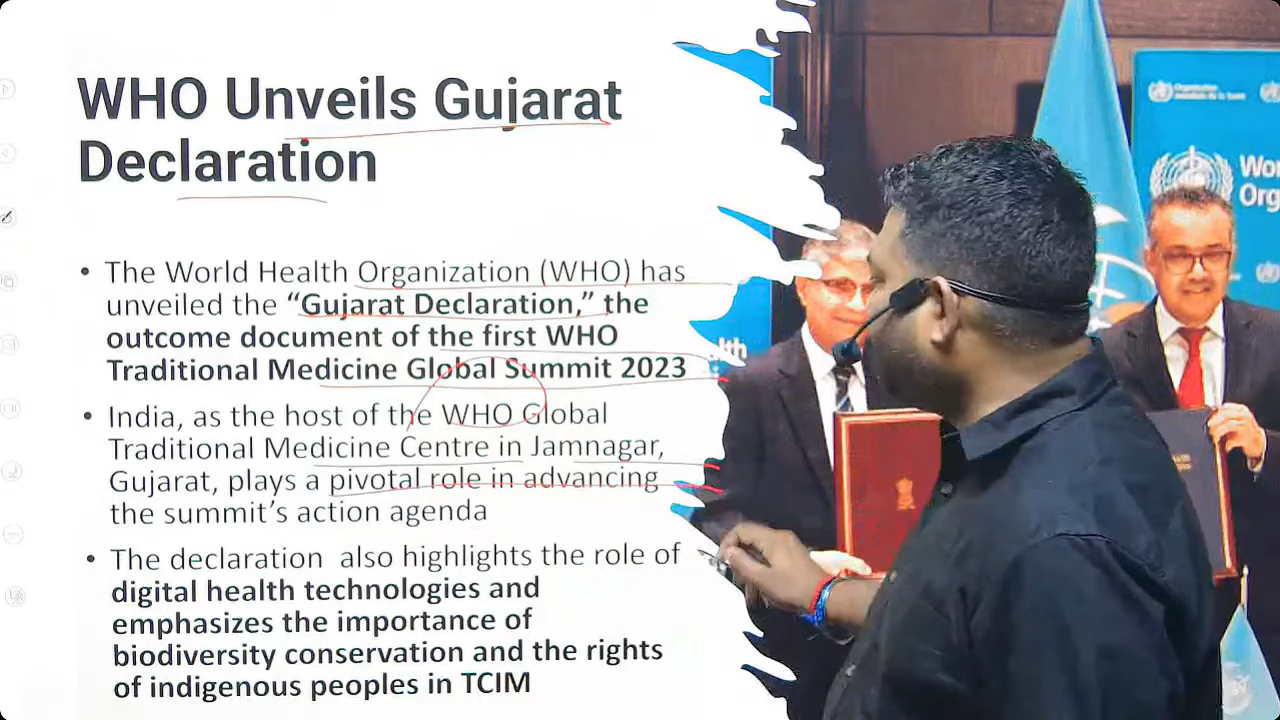 WHO Unveils Gujarat
Declaration
• The World Health Organization (WHO) has
unveiled the “Gujarat Declaration,” the
outcome document of the first WHO
Traditional Medicine Global Summit 2023
• India, as the host of the WHO Global
Traditional Medicine Centre in Jamnagar,
Gujarat, plays a pivotal role in advancing
the summit’s action agenda
• The declaration also highlights the role of
digital health technologies and
emphasizes the importance of
biodiversity conservation and the rights
of indigenous peoples in TCIM
Organisation